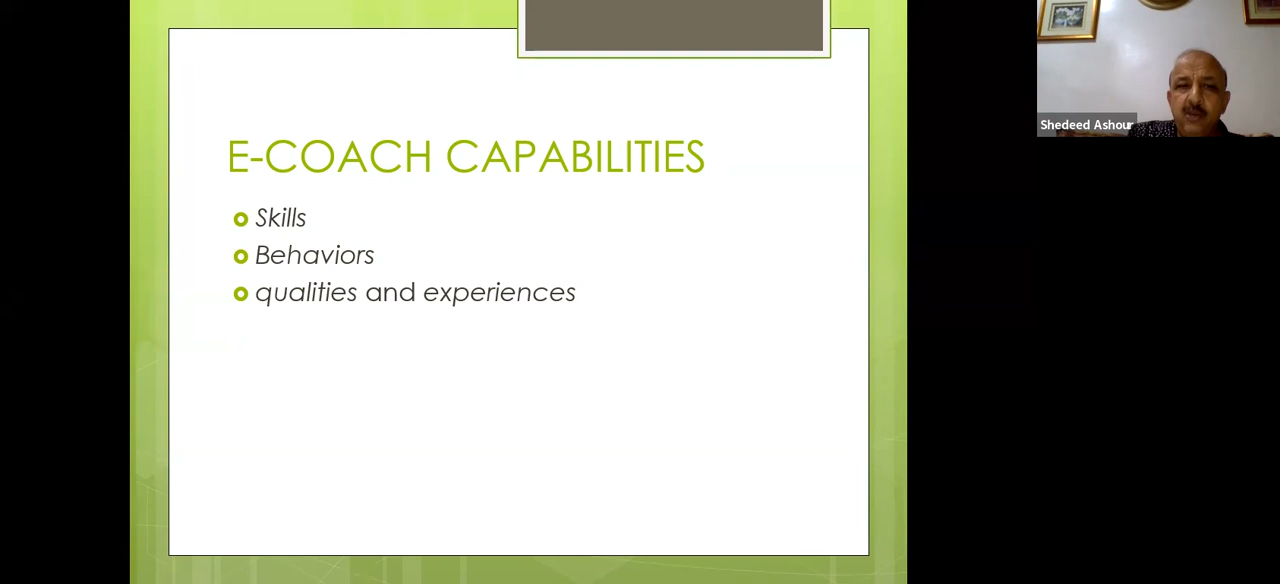 E-COACH CAPABILITIES
Skills
Behaviors
qualities and experiences
Shedeed Ashour